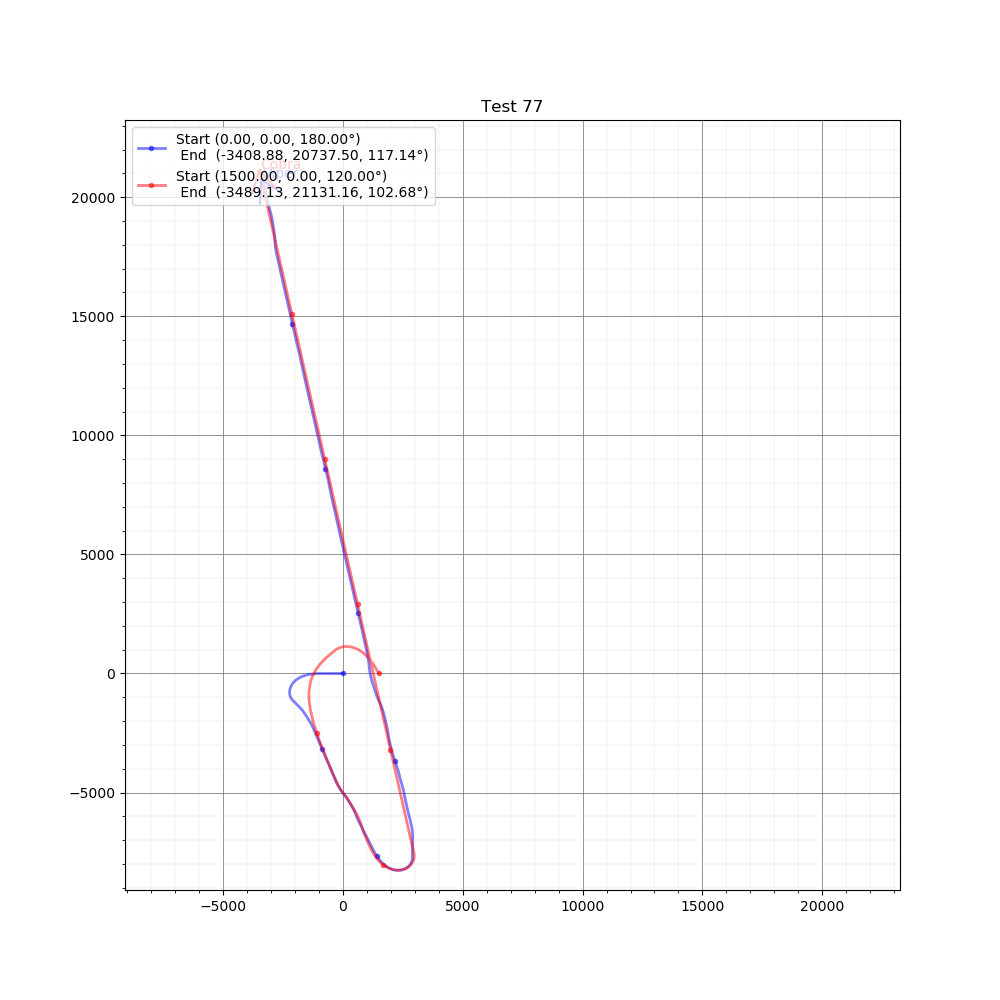 Test 77
Start (0.00, 0.00, 180.00°)
End (-3408.88, 20737.50, 117.14°)
Start (1500.00, 0.00, 120.00°)
End (-3489.13, 21131.16, 102.68°)
Cobra
20000
15000
10000
5000
0
−5000
−5000 0 5000 10000 15000 20000